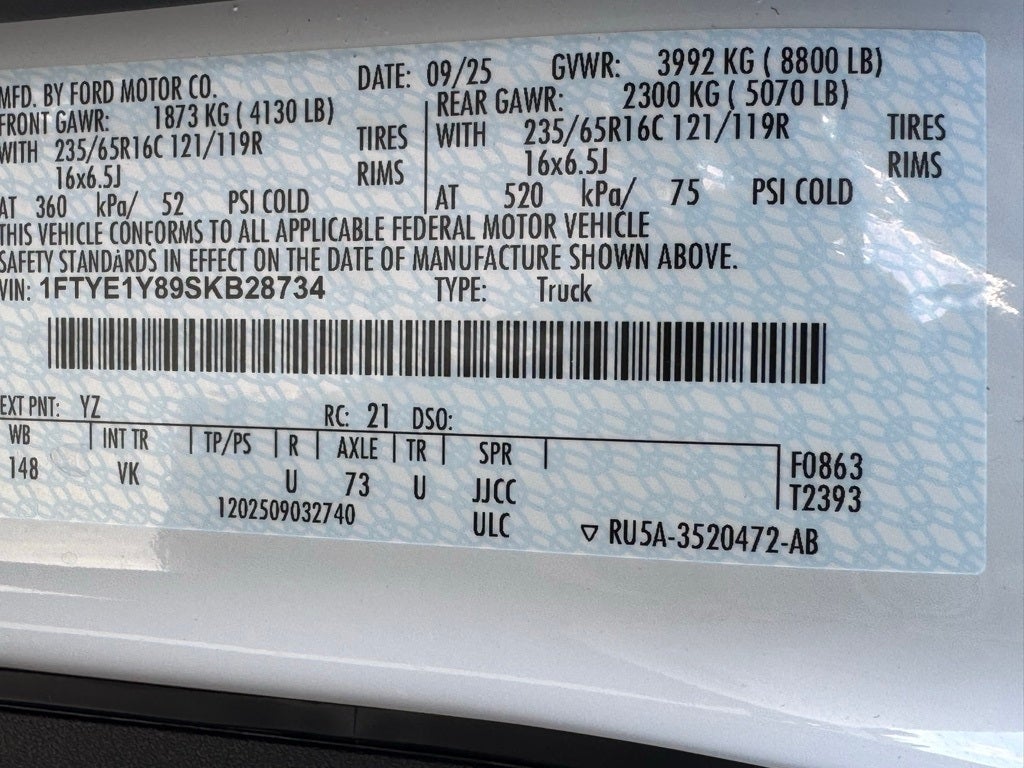 MFD. BY FORD MOTOR CO.
DATE: 09/25 GVWR: 3992 KG ( 8800 LB)
FRONT GAWR: 1873 KG ( 4130 LB)
WITH 235/65R16C 121/119R TIRES
16x6.5J RIMS
AT 360 kPa/ 52 PSI COLD
REAR GAWR: 2300 KG ( 5070 LB)
WITH 235/65R16C 121/119R TIRES
16x6.5J RIMS
AT 520 kPa/ 75 PSI COLD
THIS VEHICLE CONFORMS TO ALL APPLICABLE FEDERAL MOTOR VEHICLE
SAFETY STANDARDS IN EFFECT ON THE DATE OF MANUFACTURE SHOWN ABOVE.
VIN: 1FTYE1Y89SKB28734 TYPE: Truck
EXT PNT: YZ RC: 21 DSO:
WB INT TR TP/PS R AXLE TR SPR
148 VK U 73 U JJCC
F0863
T2393
1202509032740 ULC ▽ RU5A-3520472-AB